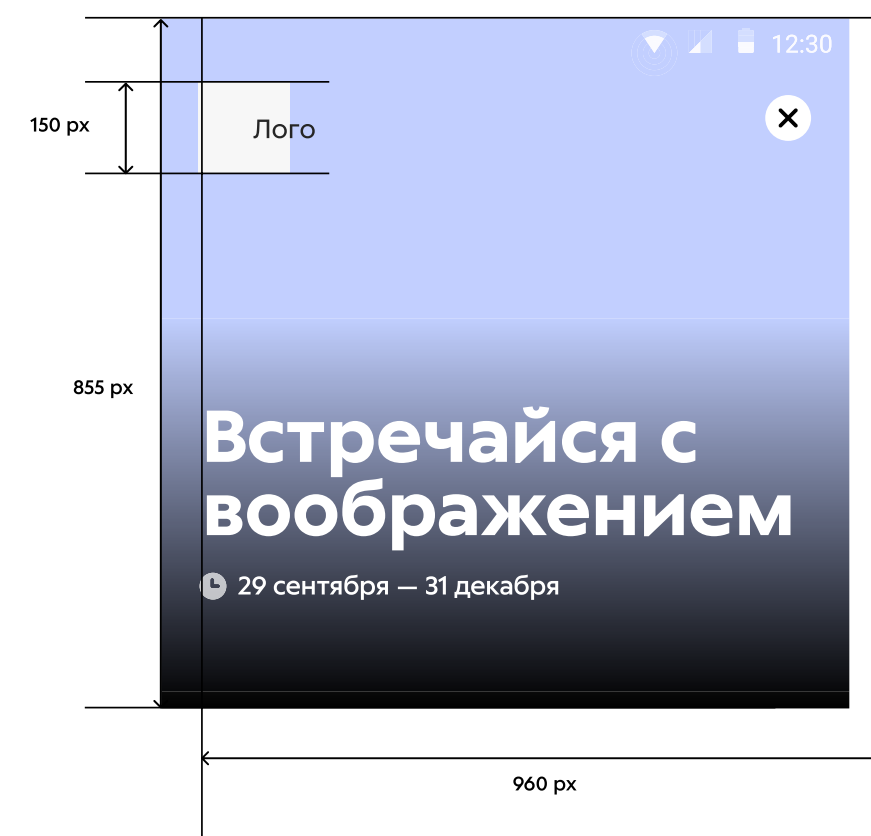 12:30
150 px
Лого
855 px
Встречайся с
воображением
29 сентября — 31 декабря
960 px